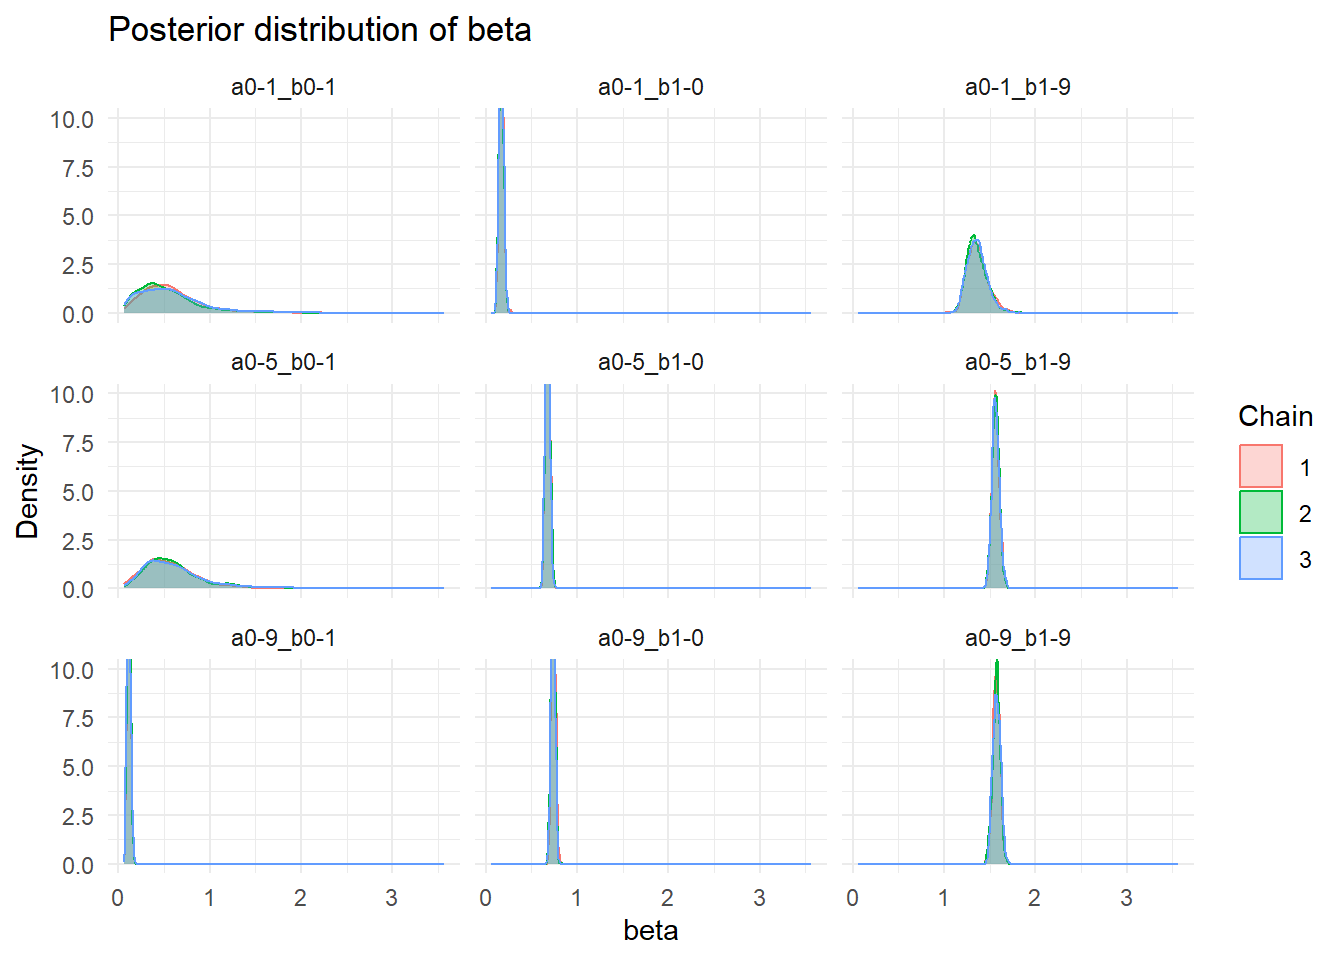 Posterior distribution of beta
a0-1_b0-1 a0-1_b1-0 a0-1_b1-9
10.0
7.5
5.0
2.5
0.0
a0-5_b0-1 a0-5_b1-0 a0-5_b1-9
10.0
7.5
5.0
2.5
0.0
a0-9_b0-1 a0-9_b1-0 a0-9_b1-9
10.0
7.5
5.0
2.5
0.0
0 1 2 3 0 1 2 3 0 1 2 3
beta
Density
Chain
1
2
3